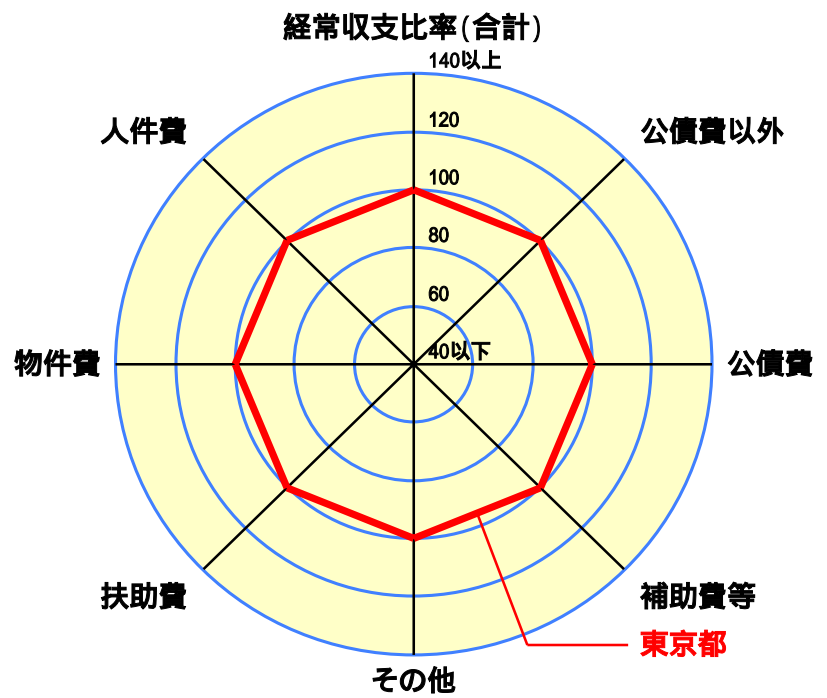 経常収支比率(合計)
140以上
120
100
80
60
40以下
人件費
公債費以外
物件費
公債費
扶助費
補助費等
東京都
その他